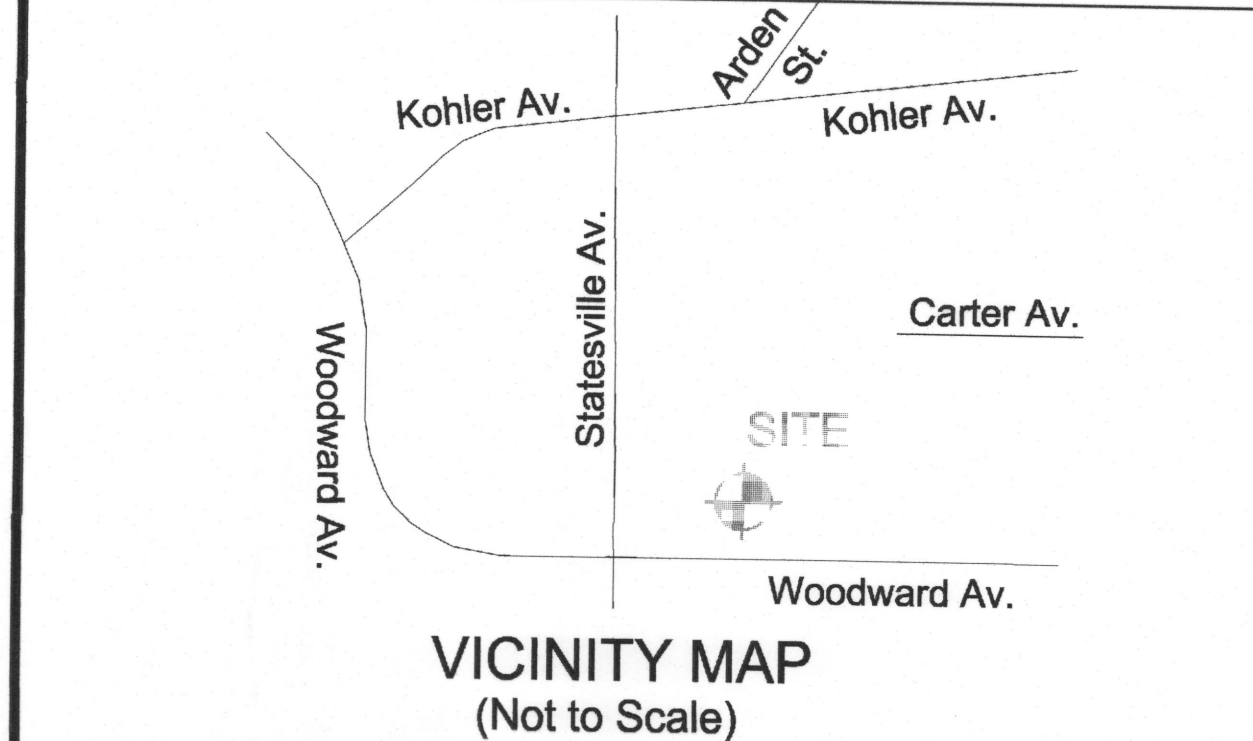 Arden
St.
Kohler Av.
Kohler Av.
Statesville Av.
Carter Av.
Woodward Av.
SITE
Woodward Av.
VICINITY MAP
(Not to Scale)